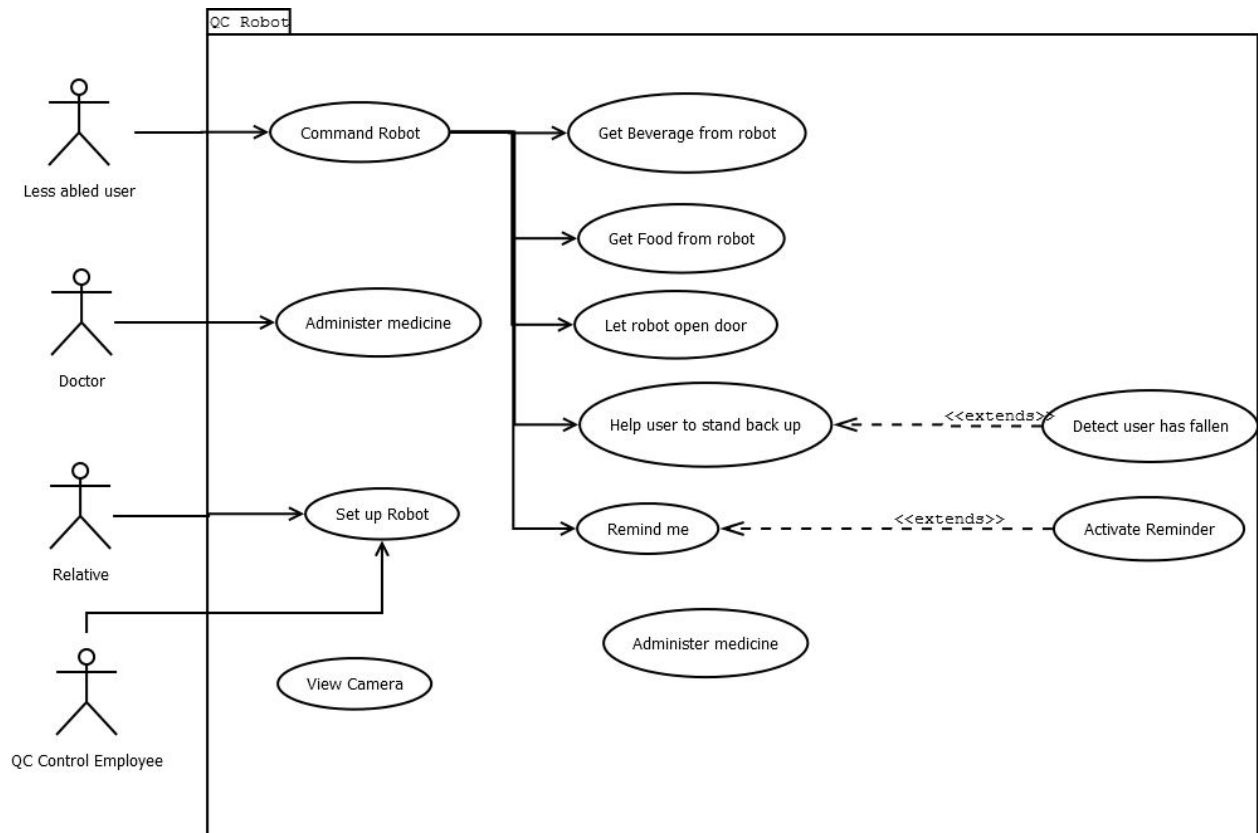 QC Robot
Less abled user
Command Robot
Get Beverage from robot
Get Food from robot
Doctor
Administer medicine
Let robot open door
Help user to stand back up
<<extends>>
Detect user has fallen
Relative
Set up Robot
Remind me
<<extends>>
Activate Reminder
Administer medicine
View Camera
QC Control Employee